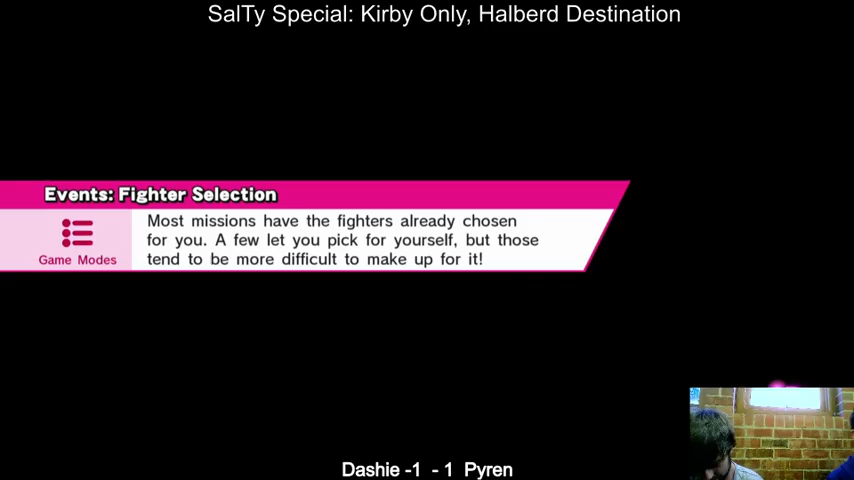 SalTy Special: Kirby Only, Halberd Destination
Events: Fighter Selection
Most missions have the fighters already chosen
for you. A few let you pick for yourself, but those
tend to be more difficult to make up for it!
Game Modes
Dashie -1 - 1 Pyren